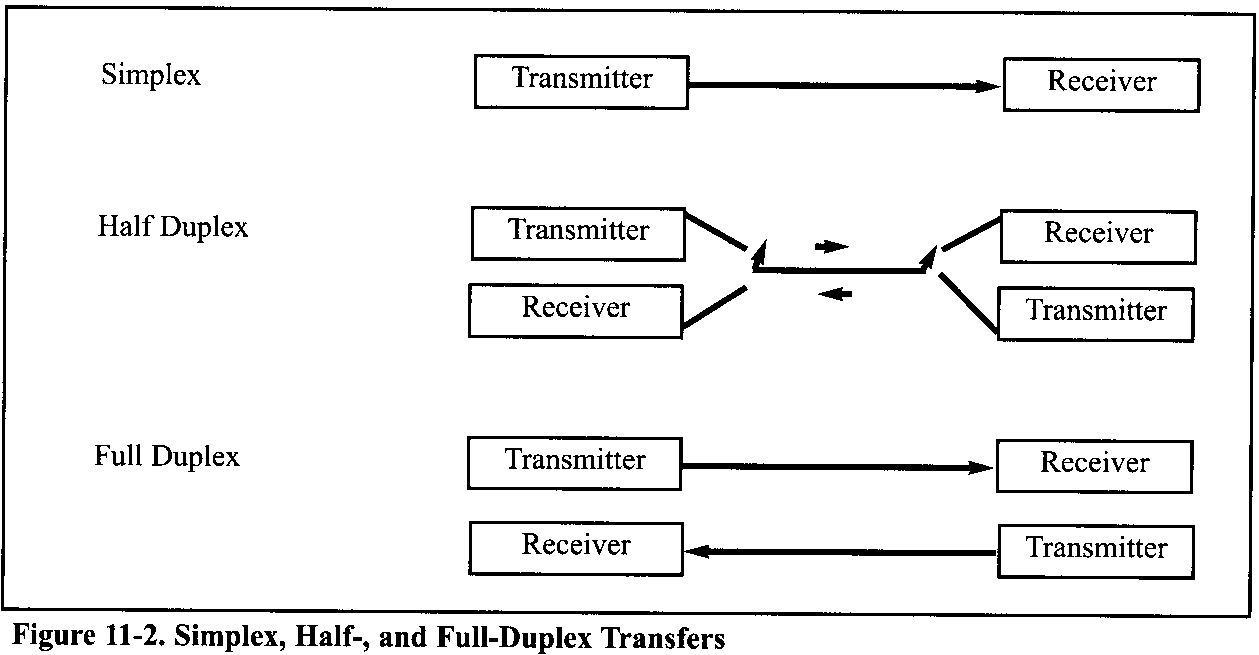 Simplex Transmitter Receiver
Half Duplex Transmitter Receiver
Receiver Transmitter
Full Duplex Transmitter Receiver
Receiver Transmitter
Figure 11-2. Simplex, Half-, and Full-Duplex Transfers